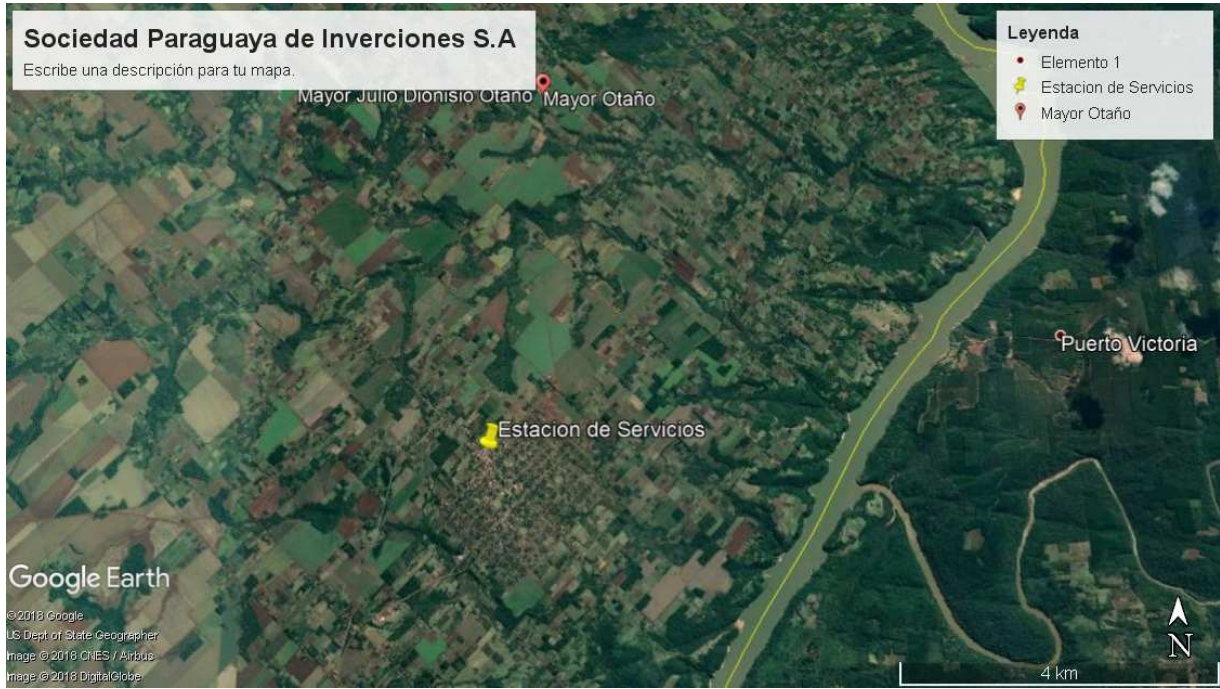 Sociedad Paraguaya de Inverciones S.A
Escribe una descripción para tu mapa.
Leyenda
Elemento 1
Estacion de Servicios
Mayor Otaño
Mayor Julio Dionisio Otaño
Mayor Otaño
Puerto Victoria
Estacion de Servicios
Google Earth
©2018 Google
US Dept of State Geographer
Image © 2018 CNES / Airbus
Image © 2018 DigitalGlobe
N
4 km